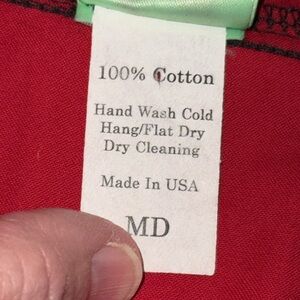 100% Cotton
Hand Wash Cold
Hang/Flat Dry
Dry Cleaning
Made In USA
MD